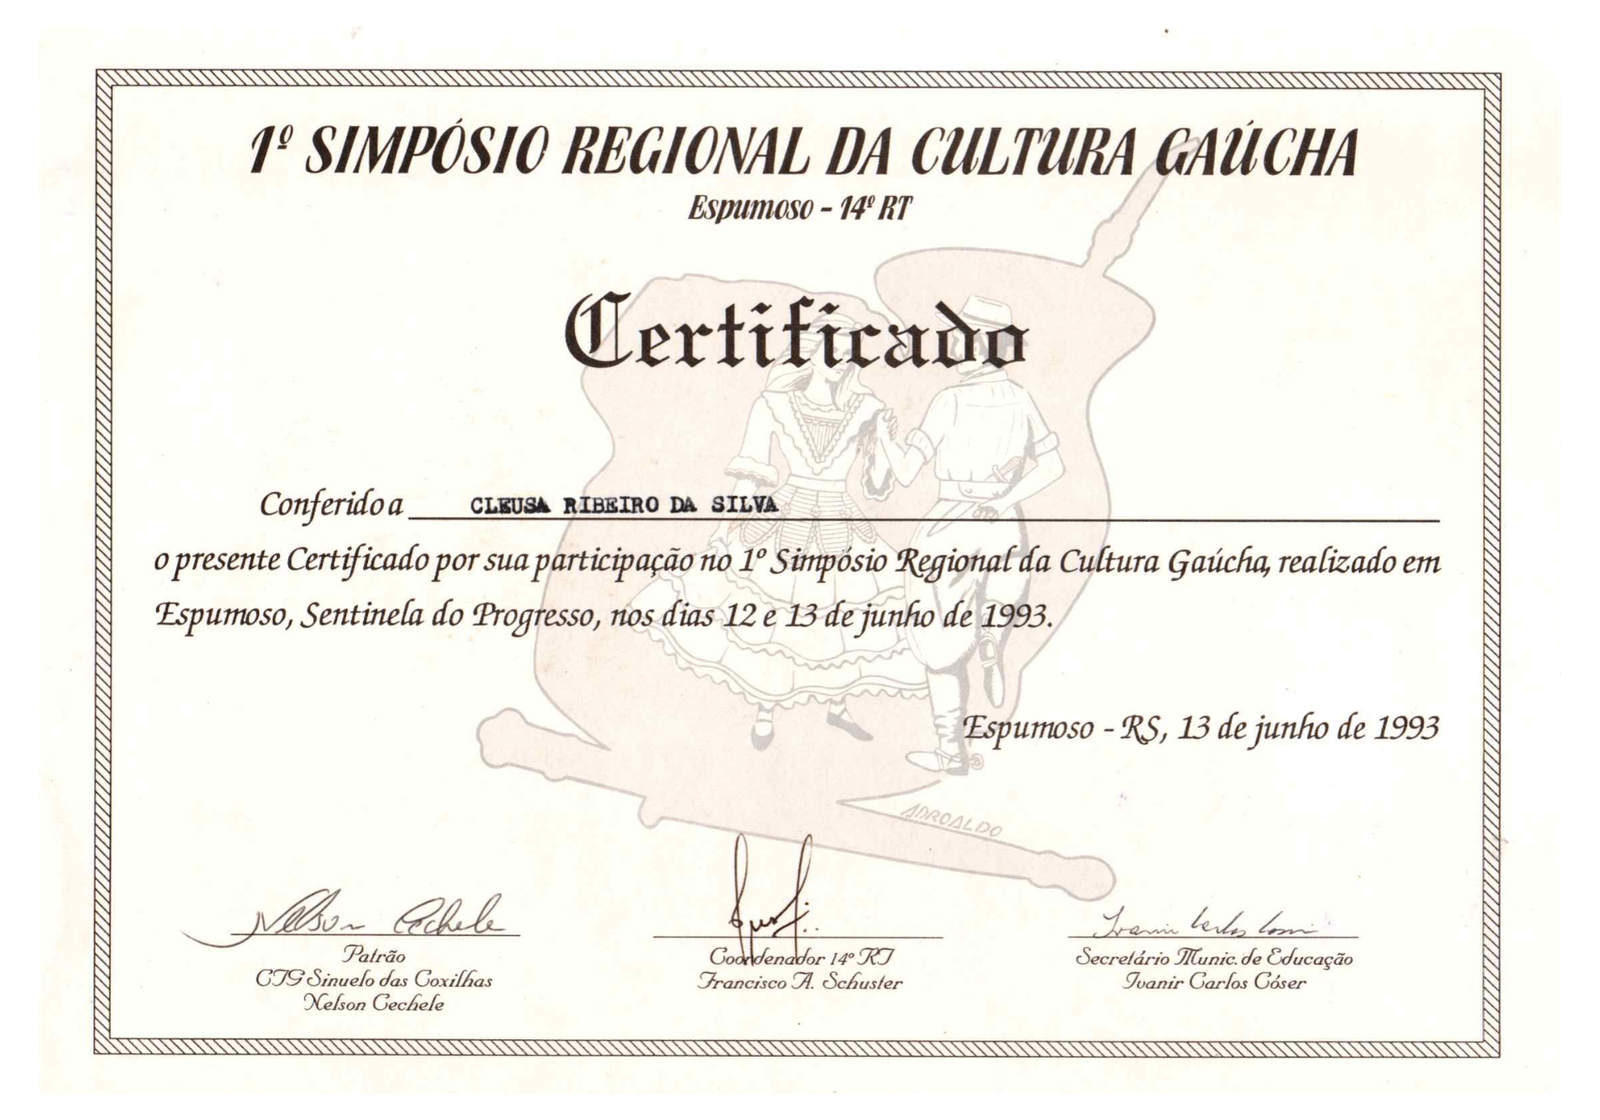 1º SIMPÓSIO REGIONAL DA CULTURA GAÚCHA
Espumoso - 14º RT
Certificado
Conferido a CLEUSA RIBEIRO DA SILVA
o presente Certificado por sua participação no 1º Simpósio Regional da Cultura Gaúcha, realizado em
Espumoso, Sentinela do Progresso, nos dias 12 e 13 de junho de 1993.
Espumoso - RS, 13 de junho de 1993
ADROALDO
Nelson Cechele
Patrão
CTG Sinuelo das Coxilhas
Nelson Cechele
Coordenador 14º RT
Francisco A. Schuster
Secretário Munic. de Educação
Ivanir Carlos Cóser